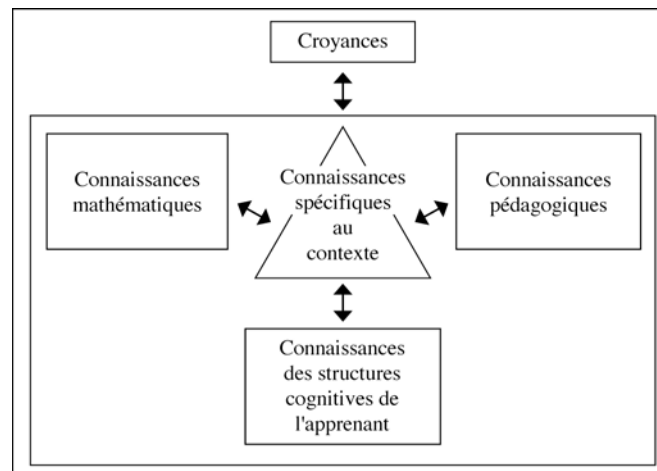 Croyances
Connaissances
mathématiques
Connaissances
spécifiques
au
contexte
Connaissances
pédagogiques
Connaissances
des structures
cognitives de
l'apprenant